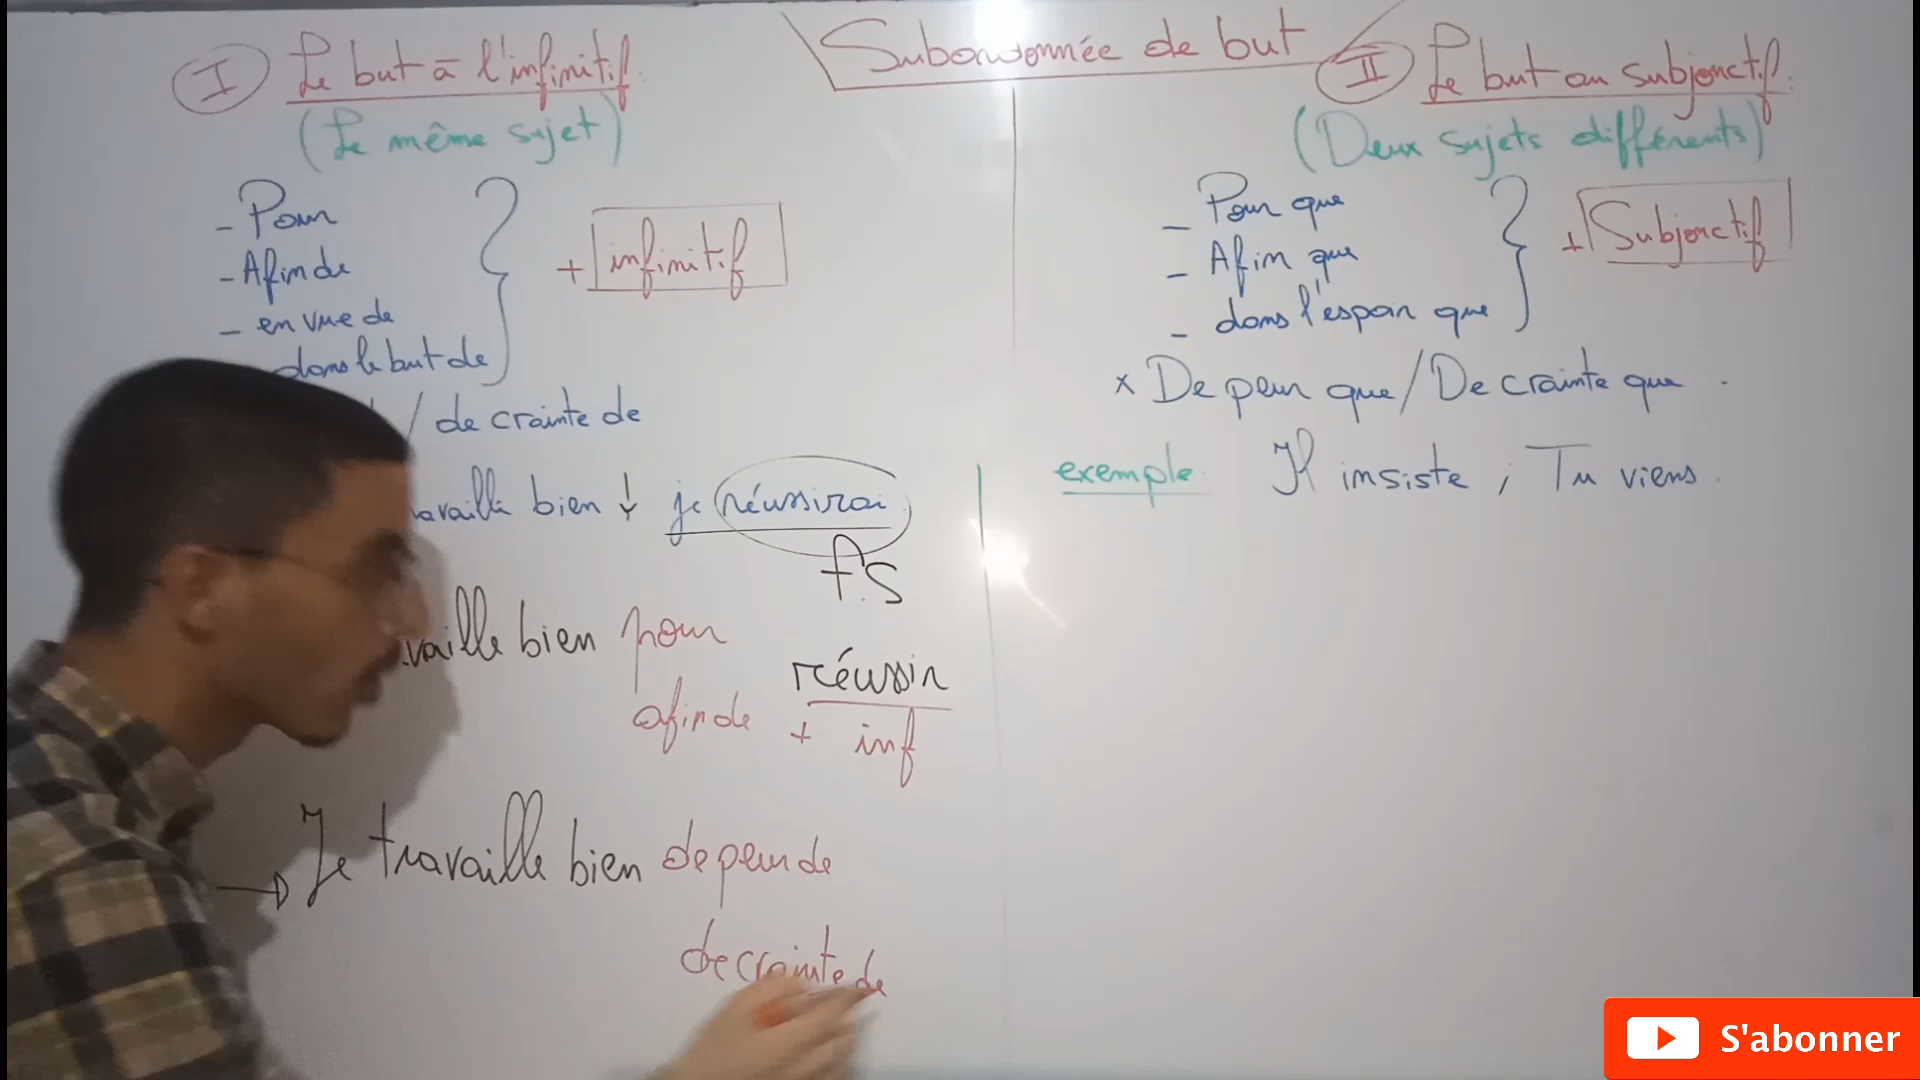 Subordonnée de but
I Le but à l'infinitif
(Le même sujet)
- Pour
- Afin de
- en vue de
dans le but de
+ infinitif
/ de crainte de
availle bien ↓ je réussirai
f.s
vaille bien pour réussir
afin de + inf
→ Je travaille bien de peur de
de crainte de
II Le but au subjonctif.
(Deux sujets différents)
- Pour que
- Afin que
- dans l'espoir que
+ Subjonctif
x De peur que / De crainte que .
exemple: Il insiste ; Tu viens .
S'abonner